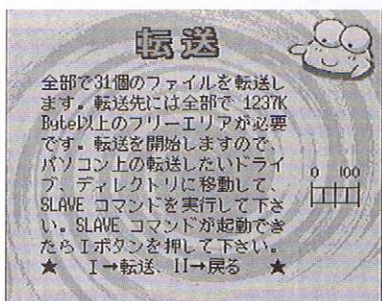 転送
全部で31個のファイルを転送し
ます。転送先には全部で 1237K
Byte以上のフリーエリアが必要
です。転送を開始しますので、
パソコン上の転送したいドライ
ブ、ディレクトリに移動して、
SLAVE コマンドを実行して下さ
い。SLAVE コマンドが起動でき
たらIボタンを押して下さい。
★ I→転送、II→戻る ★
0 100